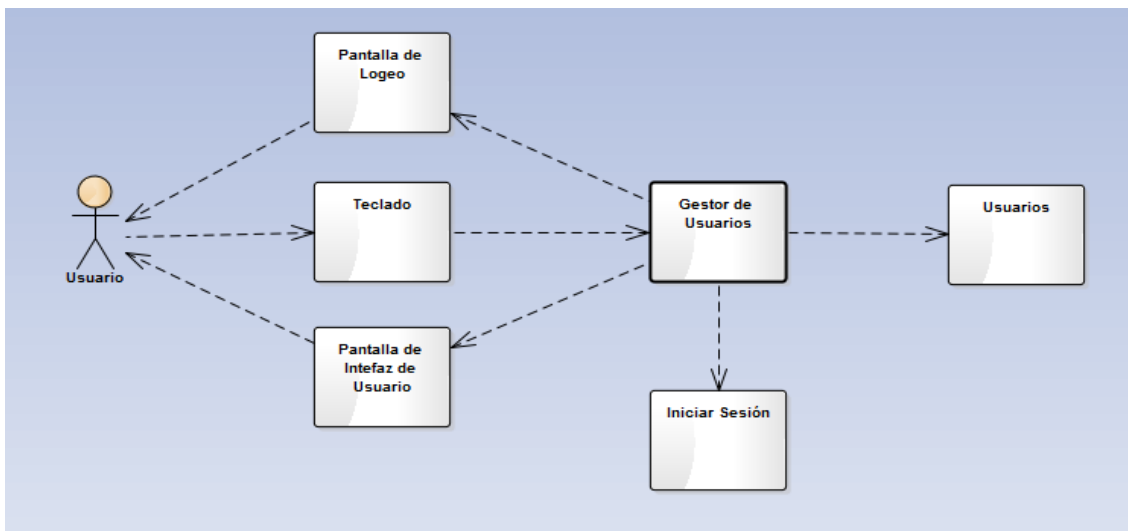 Pantalla de
Logeo
Usuario
Teclado
Gestor de
Usuarios
Usuarios
Pantalla de
Intefaz de
Usuario
Iniciar Sesión